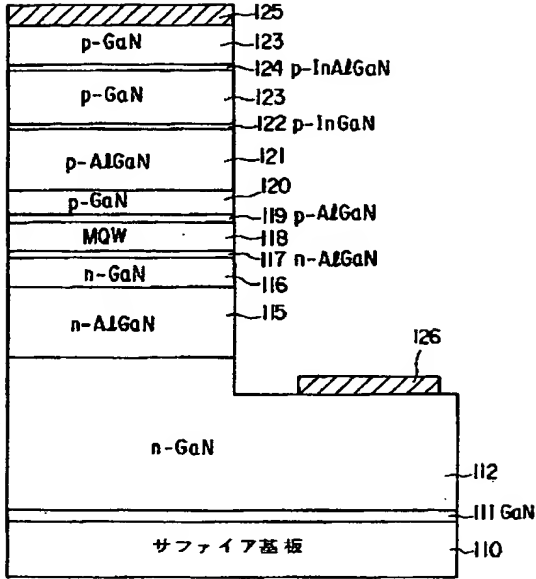 125
p-GaN 123
124 p-InAlGaN
p-GaN 123
122 p-InGaN
p-AlGaN 121
p-GaN 120
119 p-AlGaN
MQW 118
117 n-AlGaN
n-GaN 116
n-AlGaN 115
126
n-GaN 112
111 GaN
サファイア基板 110